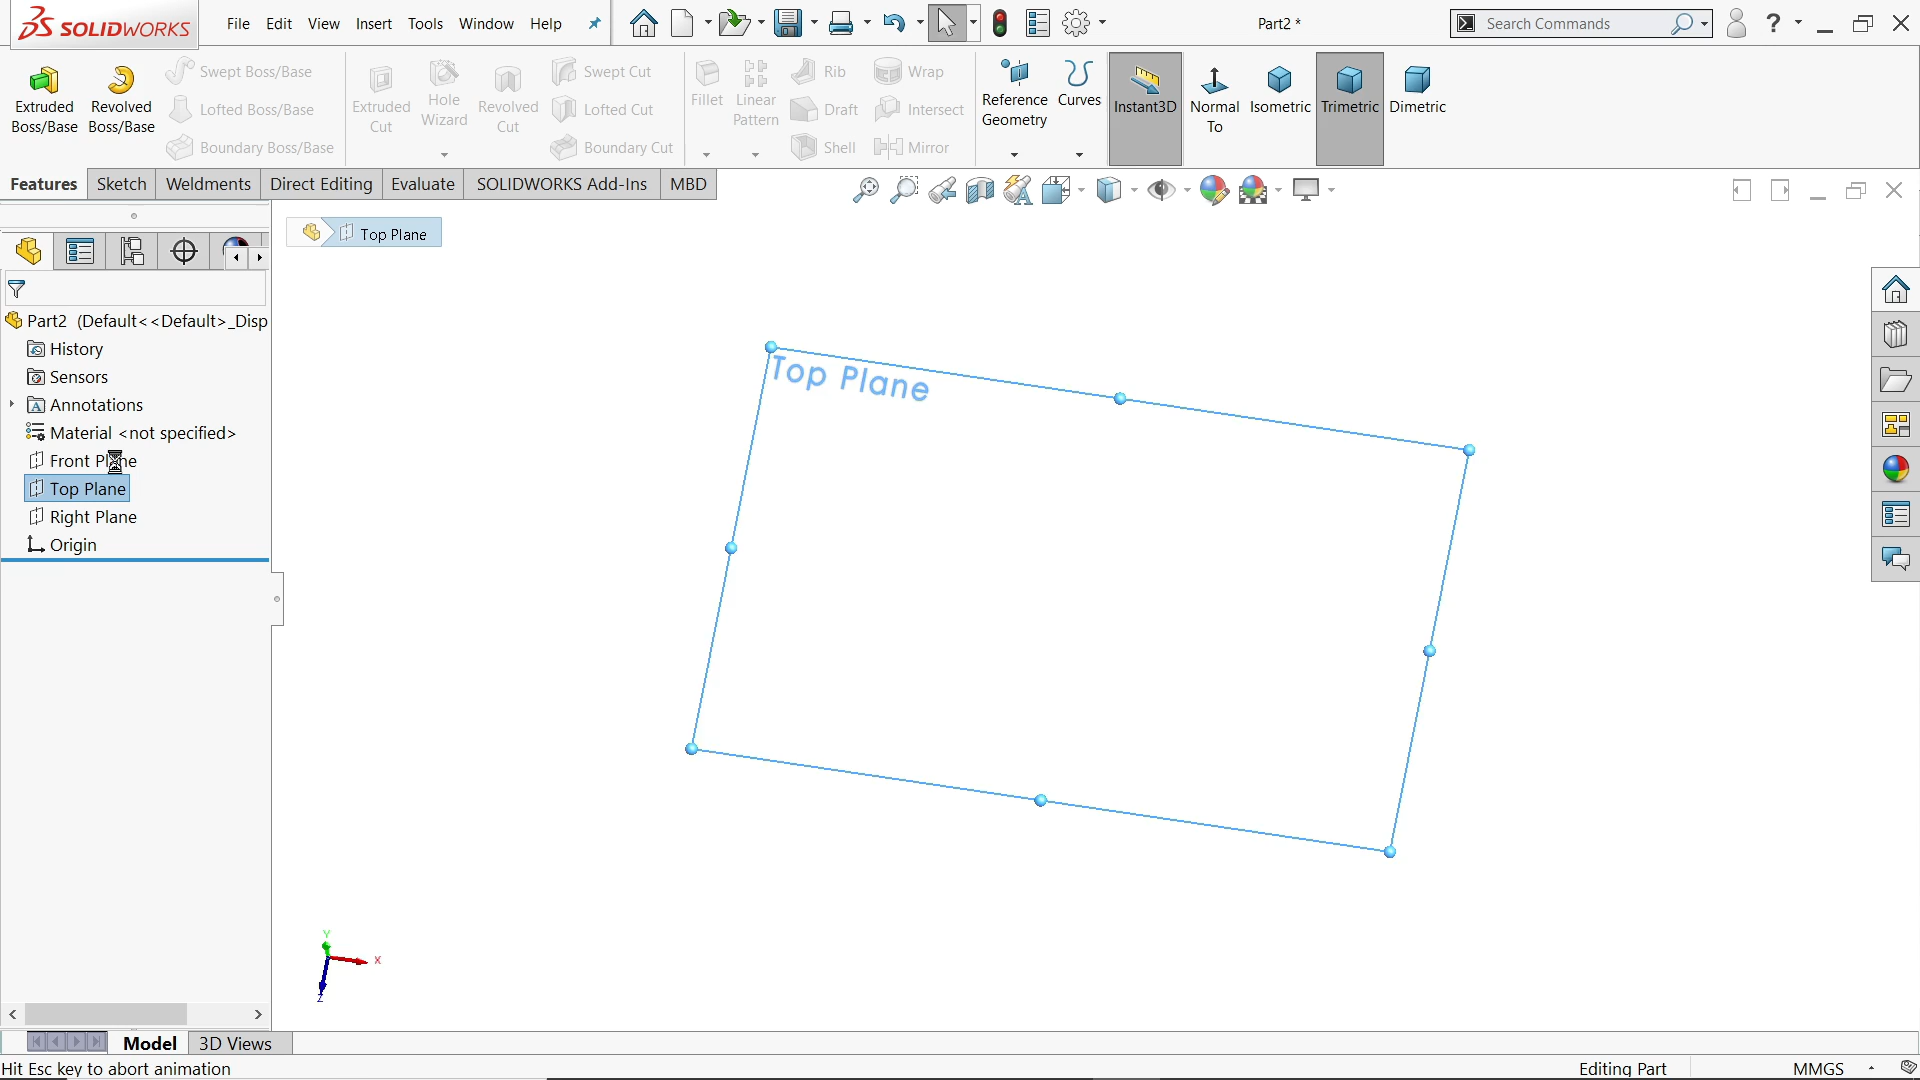 SOLIDWORKS
File Edit View Insert Tools Window Help
Part2 *
Search Commands
?
Extruded Boss/Base
Revolved Boss/Base
Swept Boss/Base
Lofted Boss/Base
Boundary Boss/Base
Extruded Cut
Hole Wizard
Revolved Cut
Swept Cut
Lofted Cut
Boundary Cut
Fillet
Linear Pattern
Rib
Draft
Shell
Wrap
Intersect
Mirror
Reference Geometry
Curves
Instant3D
Normal To
Isometric
Trimetric
Dimetric
Features Sketch Weldments Direct Editing Evaluate SOLIDWORKS Add-Ins MBD
Top Plane
Part2 (Default<<Default>_Disp
History
Sensors
A Annotations
Material <not specified>
Front Plane
Top Plane
Right Plane
Origin
Top Plane
Y
X
Z
Model 3D Views
Hit Esc key to abort animation
Editing Part
MMGS